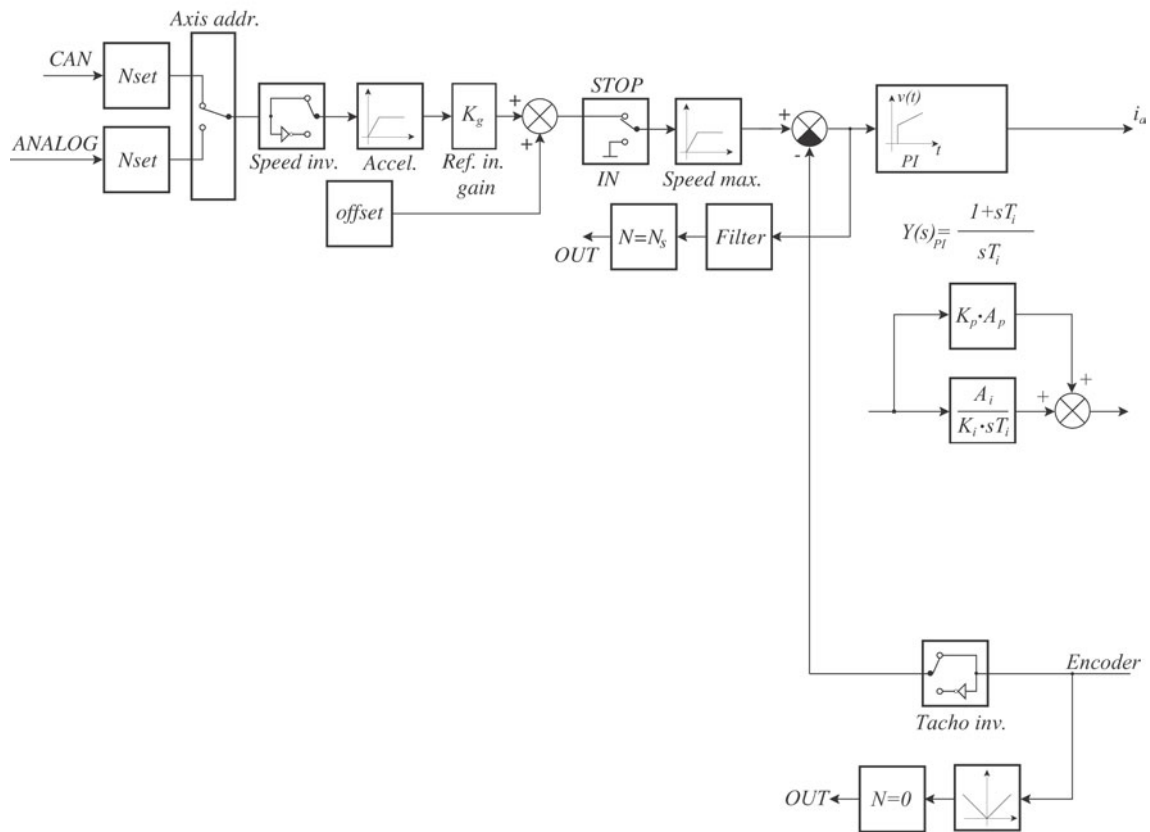 Axis addr.
CAN
Nset
ANALOG
Nset
Speed inv.
Accel.
K_g
Ref. in.
gain
offset
+
+
STOP
IN
Speed max.
+
-
v(t)
t
PI
i_a
OUT
N=N_s
Filter
Y(s)_PI= 1+sT_i / sT_i
K_p·A_p
A_i / K_i·sT_i
+
+
Encoder
Tacho inv.
OUT
N=0